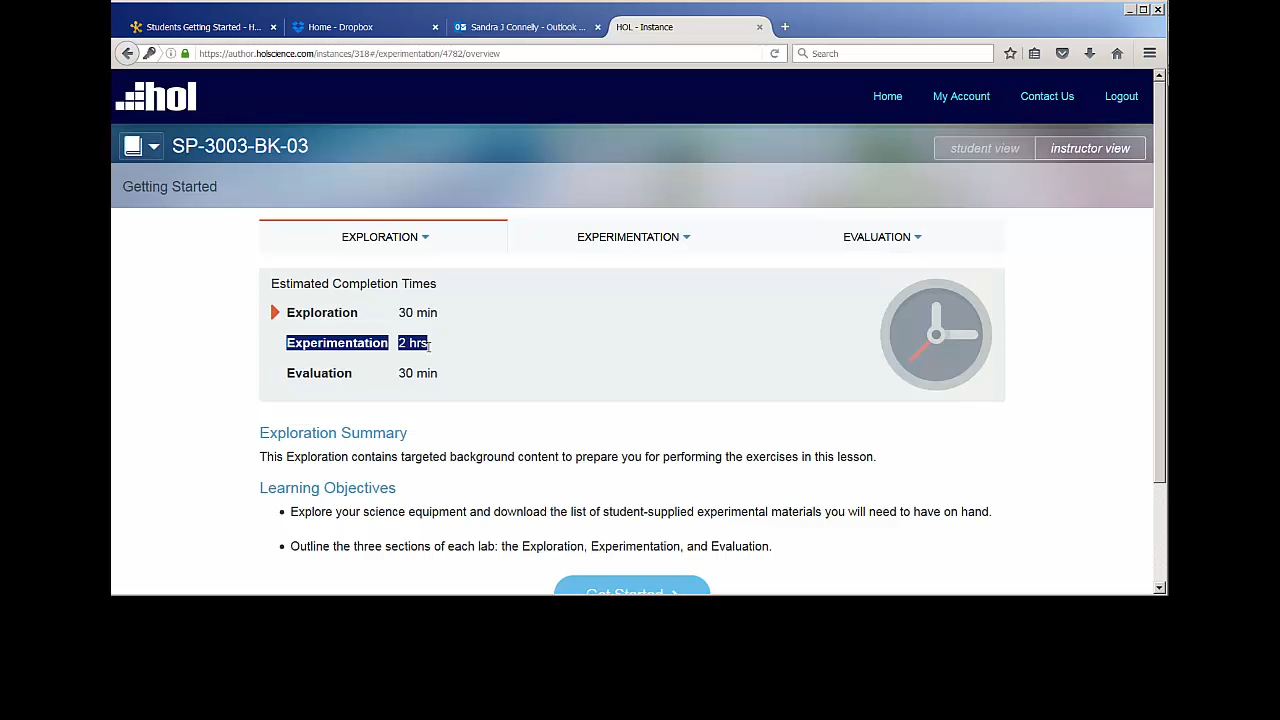 Students Getting Started - H...
Home - Dropbox
Sandra J Connelly - Outlook ...
HOL - Instance
https://author.holscience.com/instances/318#/experimentation/4782/overview
Search
hol
Home
My Account
Contact Us
Logout
SP-3003-BK-03
student view
instructor view
Getting Started
EXPLORATION
EXPERIMENTATION
EVALUATION
Estimated Completion Times
Exploration 30 min
Experimentation 2 hrs
Evaluation 30 min
Exploration Summary
This Exploration contains targeted background content to prepare you for performing the exercises in this lesson.
Learning Objectives
• Explore your science equipment and download the list of student-supplied experimental materials you will need to have on hand.
• Outline the three sections of each lab: the Exploration, Experimentation, and Evaluation.
Get Started